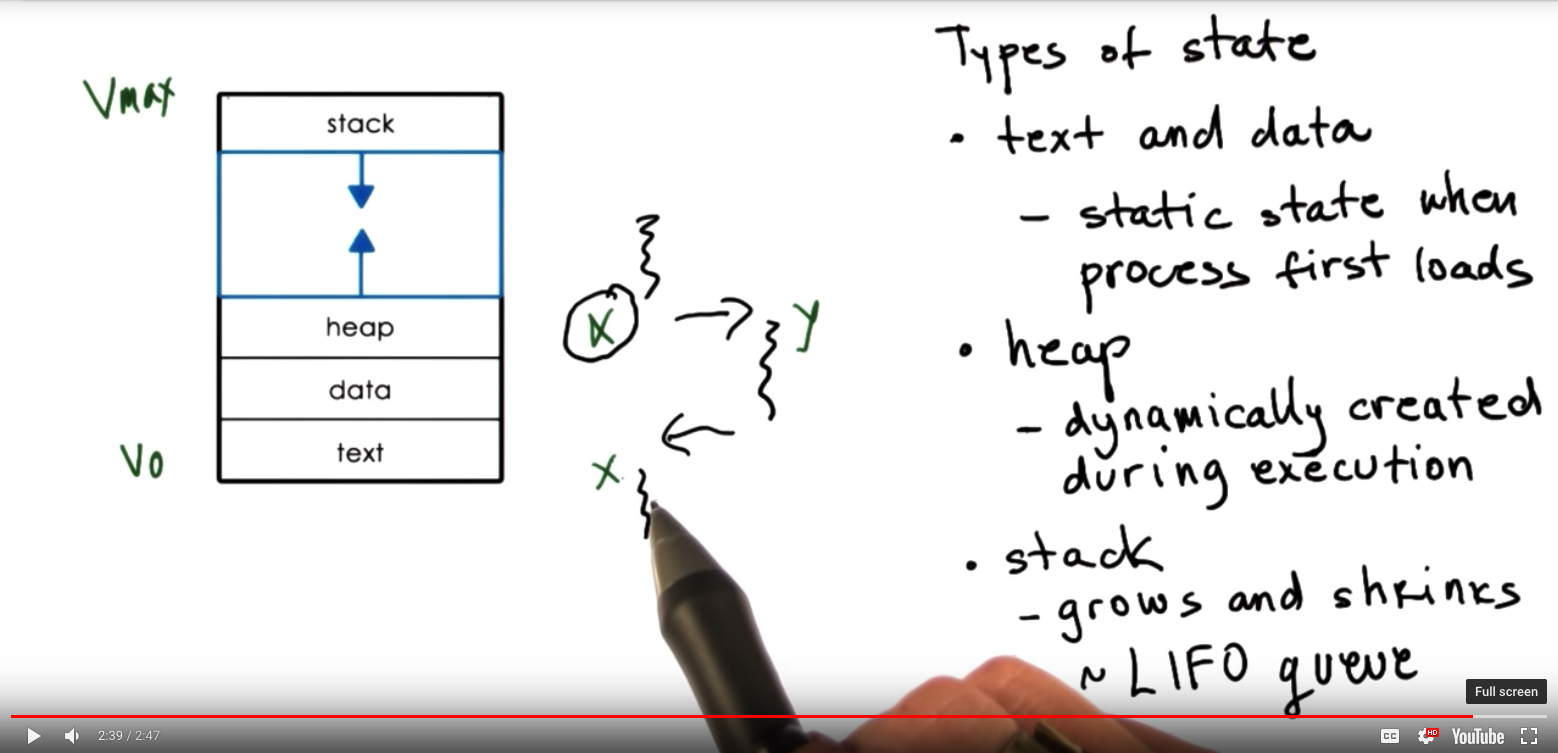 Vmax
stack
heap
data
text
V0
X
y
X
Types of state
• text and data
– static state when
process first loads
• heap
– dynamically created
during execution
• stack
– grows and shrinks
~ LIFO queue
Full screen
2:39 / 2:47
CC
HD
YouTube